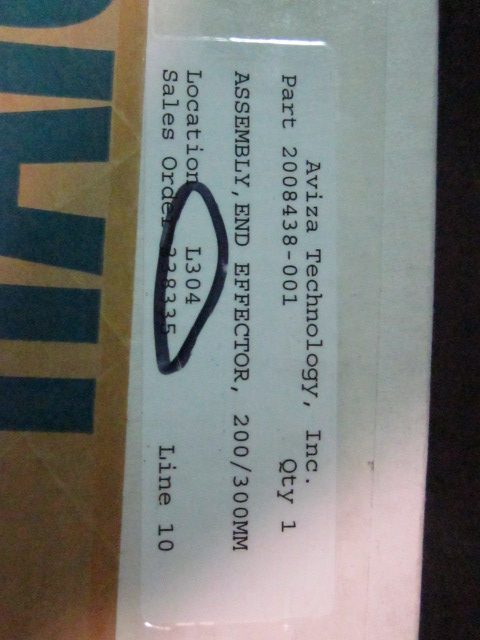 Aviza Technology, Inc.
Part 2008438-001 Qty 1
ASSEMBLY, END EFFECTOR, 200/300MM
Location L304
Sales Order 338335 Line 10